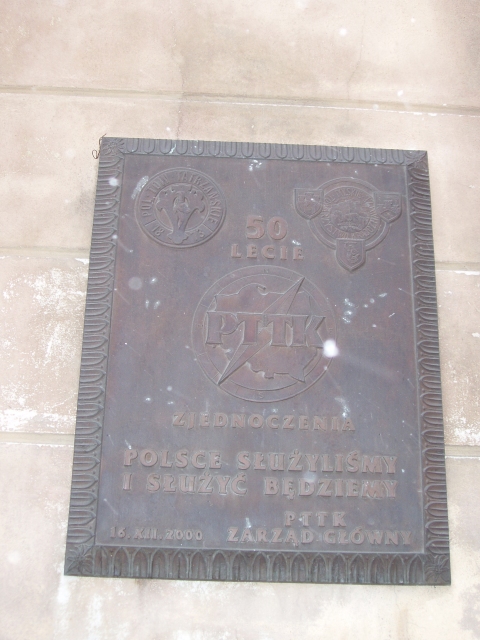 50
LECIE
PTTK
ZJEDNOCZENIA
POLSCE SŁUŻYLIŚMY
I SŁUŻYĆ BĘDZIEMY
PTTK
16.XII.2000 ZARZĄD GŁÓWNY